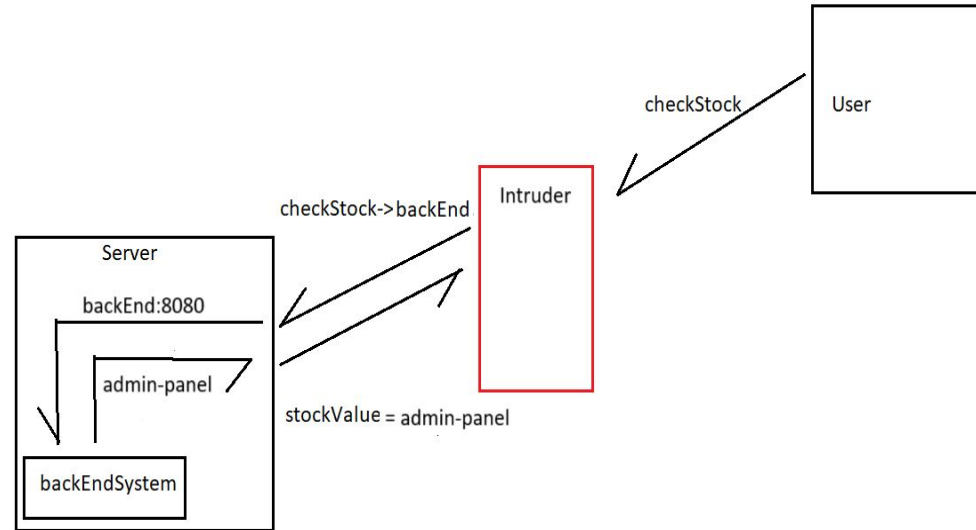 checkStock
User
Intruder
checkStock->backEnd
Server
backEnd:8080
admin-panel
stockValue = admin-panel
backEndSystem